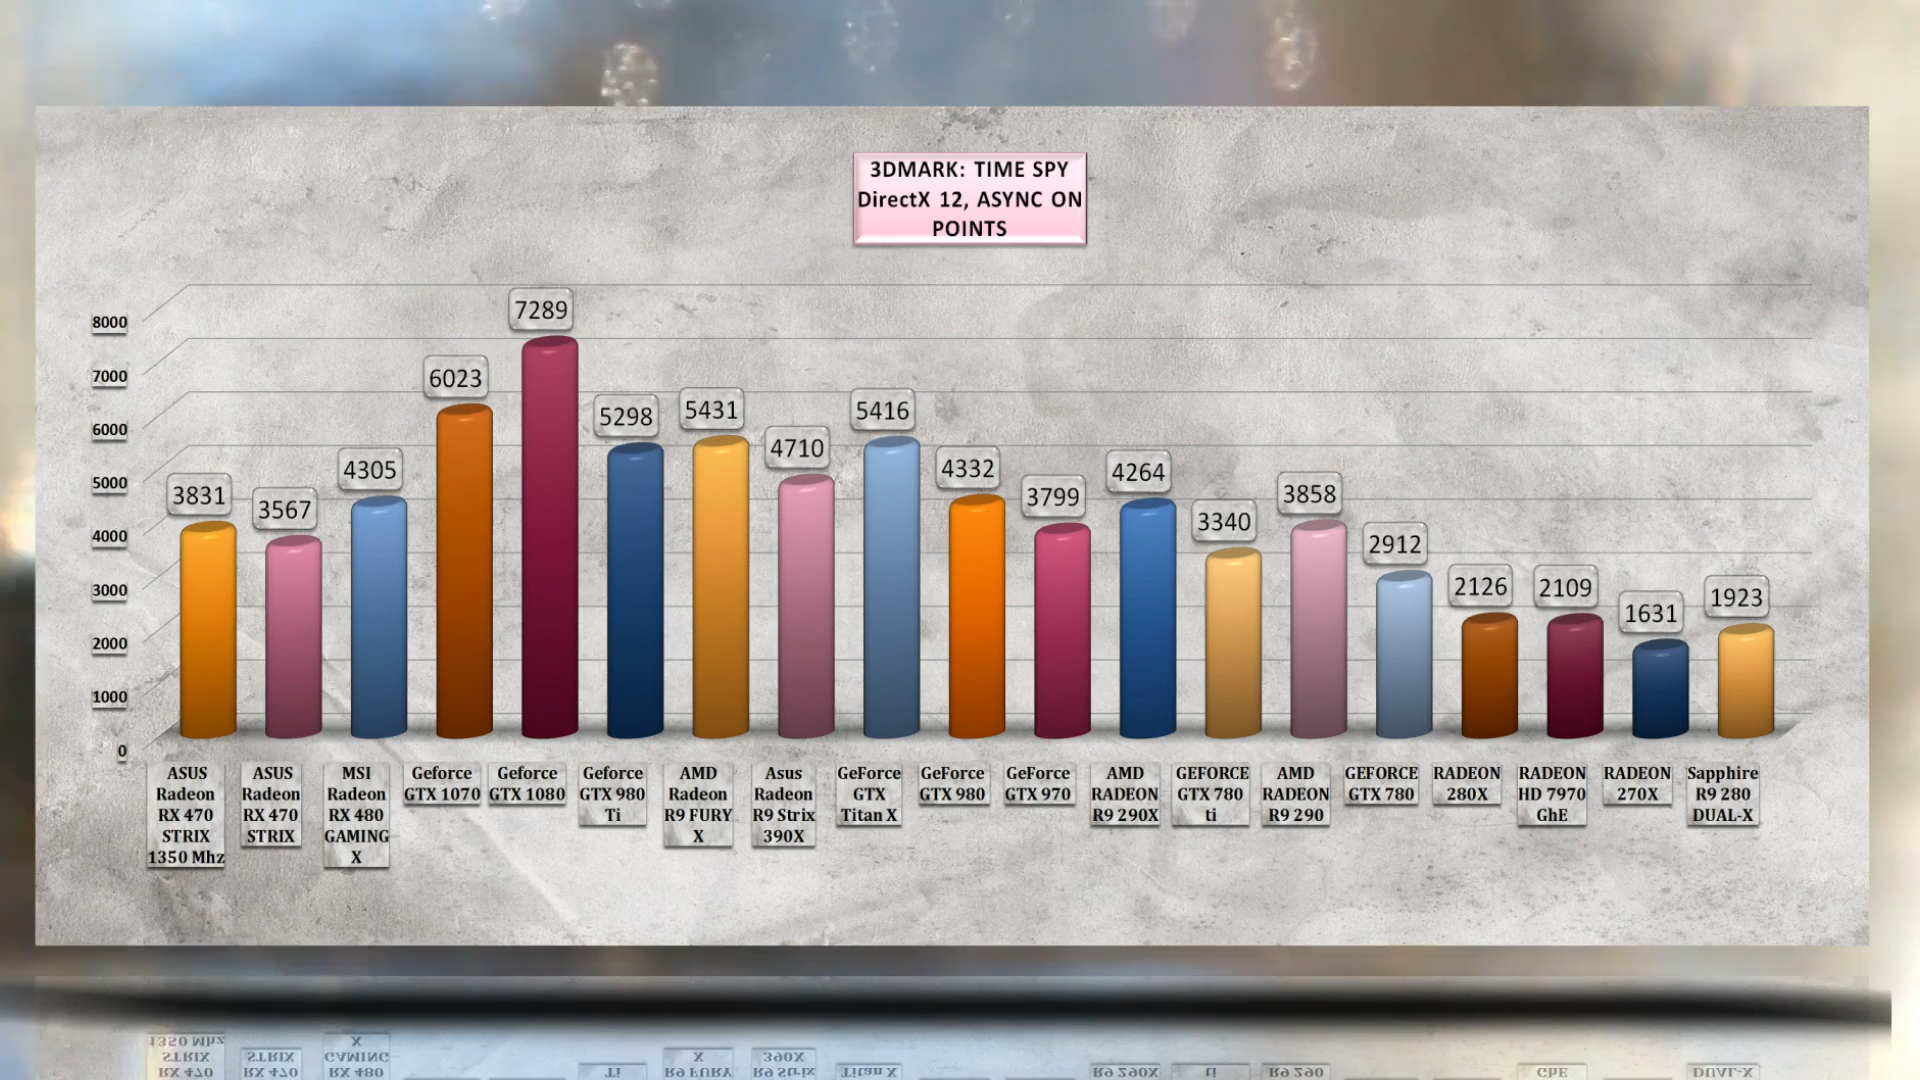 3DMARK: TIME SPY
DirectX 12, ASYNC ON
POINTS
8000
7000
6000
5000
4000
3000
2000
1000
0
3831
3567
4305
6023
7289
5298
5431
4710
5416
4332
3799
4264
3340
3858
2912
2126
2109
1631
1923
ASUS
Radeon
RX 470
STRIX
1350 Mhz
ASUS
Radeon
RX 470
STRIX
MSI
Radeon
RX 480
GAMING
X
Geforce
GTX 1070
Geforce
GTX 1080
Geforce
GTX 980
Ti
AMD
Radeon
R9 FURY
X
Asus
Radeon
R9 Strix
390X
GeForce
GTX
Titan X
GeForce
GTX 980
GeForce
GTX 970
AMD
RADEON
R9 290X
GEFORCE
GTX 780
ti
AMD
RADEON
R9 290
GEFORCE
GTX 780
RADEON
280X
RADEON
HD 7970
GhE
RADEON
270X
Sapphire
R9 280
DUAL-X